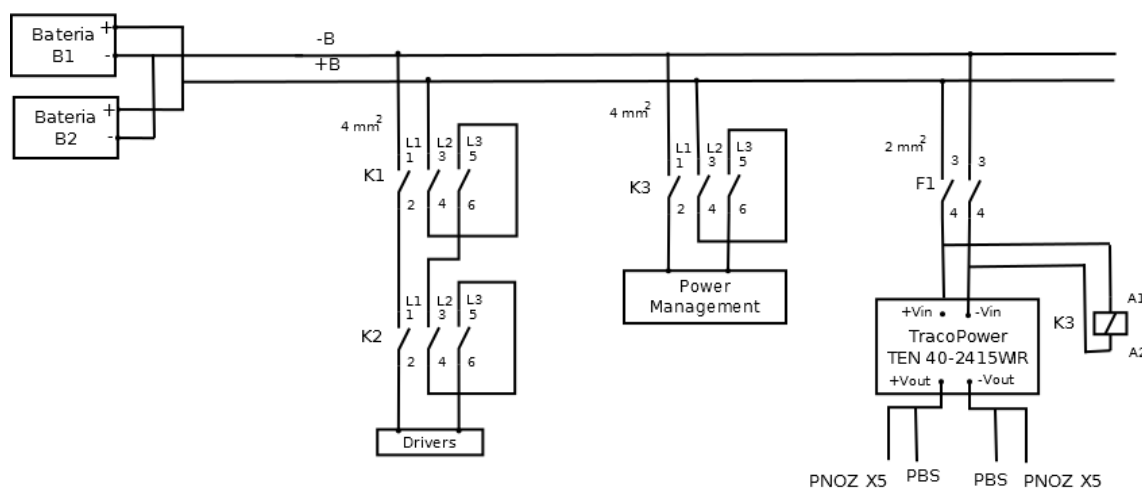 Bateria
B1
+
-
Bateria
B2
+
-
-B
+B
4 mm²
L1 L2 L3
1 3 5
K1
2 4 6
L1 L2 L3
1 3 5
K2
2 4 6
Drivers
4 mm²
L1 L2 L3
1 3 5
K3
2 4 6
Power
Management
2 mm²
3 3
F1
4 4
+Vin -Vin
TracoPower
TEN 40-2415WIR
+Vout -Vout
K3
A1
A2
PNOZ X5 PBS PBS PNOZ X5